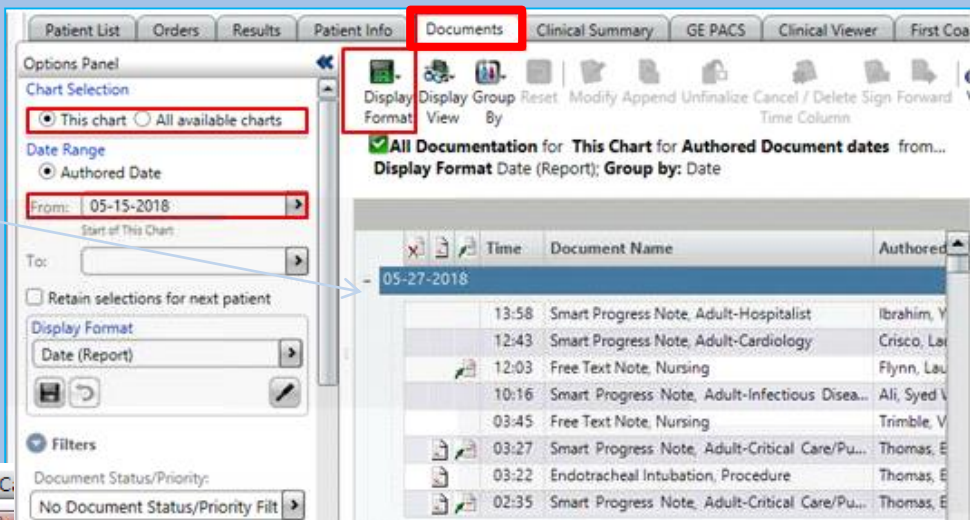 Patient List Orders Results Patient Info Documents Clinical Summary GE PACS Clinical Viewer First Coa
Options Panel
Chart Selection
This chart All available charts
Date Range
Authored Date
From: 05-15-2018
Start of This Chart
To:
Retain selections for next patient
Display Format
Date (Report)
Filters
Document Status/Priority:
No Document Status/Priority Filt
Display Format Display View Group By Reset Modify Append Unfinalize Cancel / Delete Sign Forward
Time Column
All Documentation for This Chart for Authored Document dates from...
Display Format Date (Report); Group by: Date
Time Document Name Authored
- 05-27-2018
13:58 Smart Progress Note, Adult-Hospitalist Ibrahim, Y
12:43 Smart Progress Note, Adult-Cardiology Crisco, Lau
12:03 Free Text Note, Nursing Flynn, Lau
10:16 Smart Progress Note, Adult-Infectious Disea... Ali, Syed
03:45 Free Text Note, Nursing Trimble, V
03:27 Smart Progress Note, Adult-Critical Care/Pu... Thomas, E
03:22 Endotracheal Intubation, Procedure Thomas, E
02:35 Smart Progress Note, Adult-Critical Care/Pu... Thomas, E